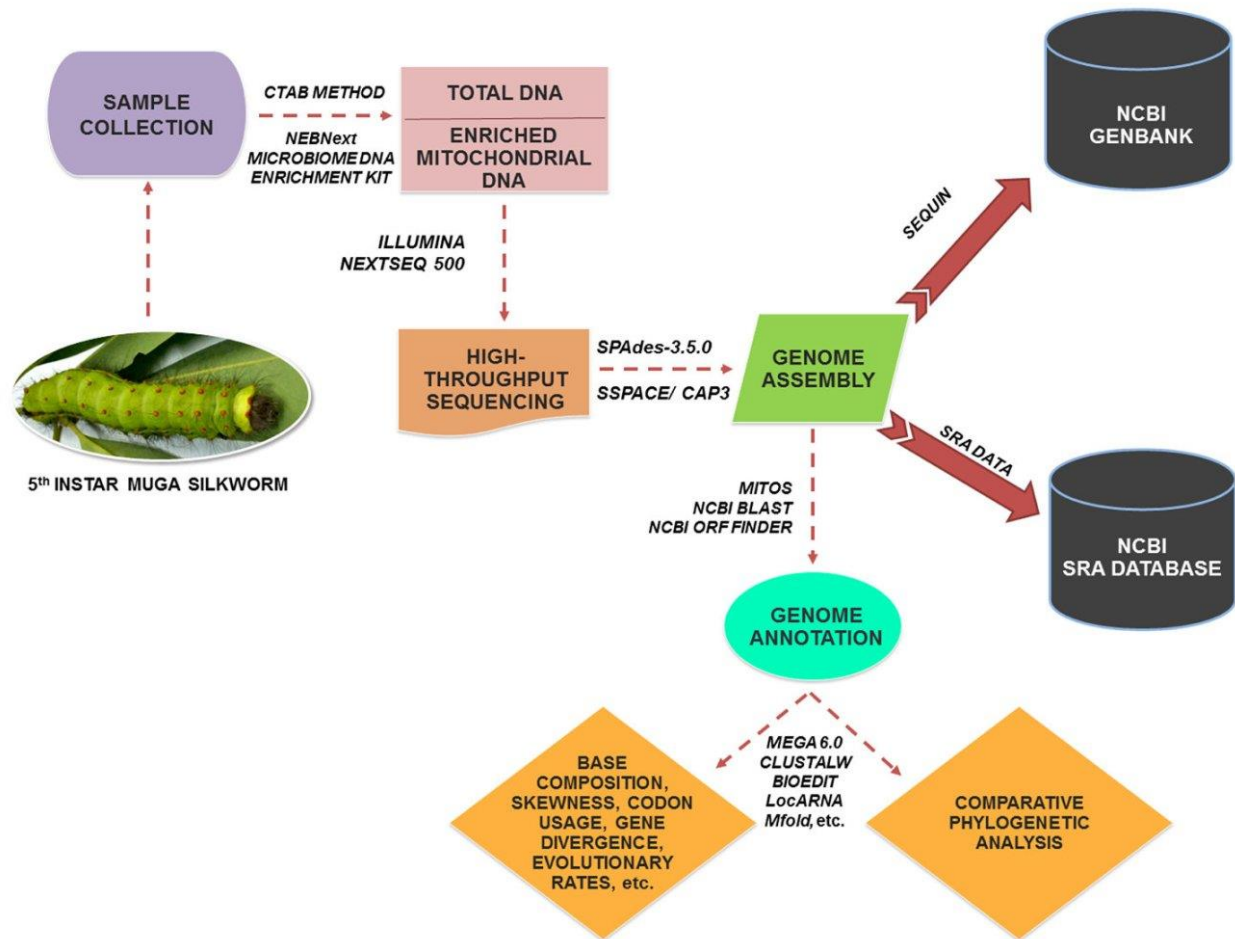 SAMPLE
COLLECTION
CTAB METHOD
NEBNext
MICROBIOME DNA
ENRICHMENT KIT
TOTAL DNA
ENRICHED
MITOCHONDRIAL
DNA
NCBI
GENBANK
SEQUIN
ILLUMINA
NEXTSEQ 500
5th INSTAR MUGA SILKWORM
HIGH-
THROUGHPUT
SEQUENCING
SPAdes-3.5.0
SSPACE/ CAP3
GENOME
ASSEMBLY
SRA DATA
NCBI
SRA DATABASE
MITOS
NCBI BLAST
NCBI ORF FINDER
GENOME
ANNOTATION
BASE
COMPOSITION,
SKEWNESS, CODON
USAGE, GENE
DIVERGENCE,
EVOLUTIONARY
RATES, etc.
MEGA 6.0
CLUSTALW
BIOEDIT
LocARNA
Mfold, etc.
COMPARATIVE
PHYLOGENETIC
ANALYSIS